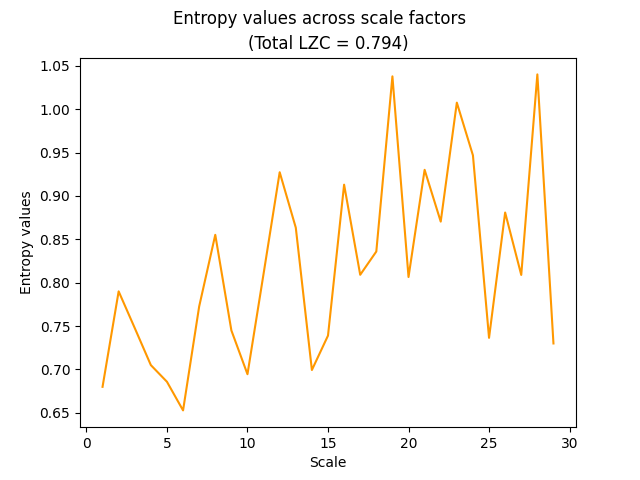 Entropy values across scale factors
(Total LZC = 0.794)
1.05
1.00
0.95
0.90
0.85
0.80
0.75
0.70
0.65
Entropy values
0 5 10 15 20 25 30
Scale